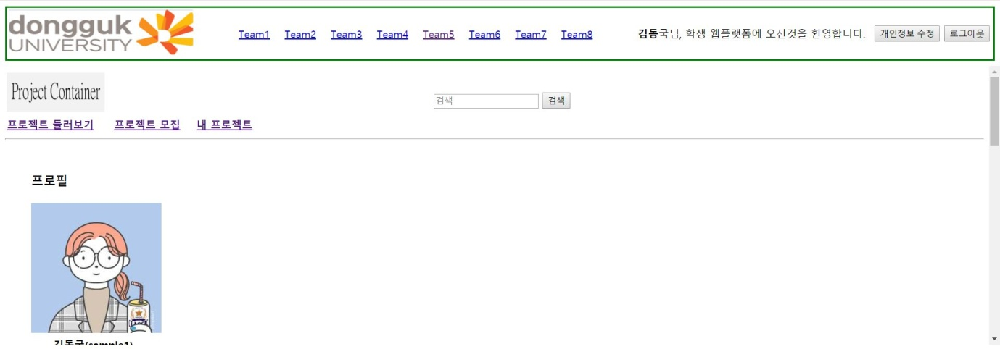 dongguk
UNIVERSITY
Team1 Team2 Team3 Team4 Team5 Team6 Team7 Team8
김동국님, 학생 웹플랫폼에 오신것을 환영합니다. 개인정보 수정 로그아웃
Project Container
검색 검색
프로젝트 둘러보기 프로젝트 모집 내 프로젝트
프로필
김동국(sample1)